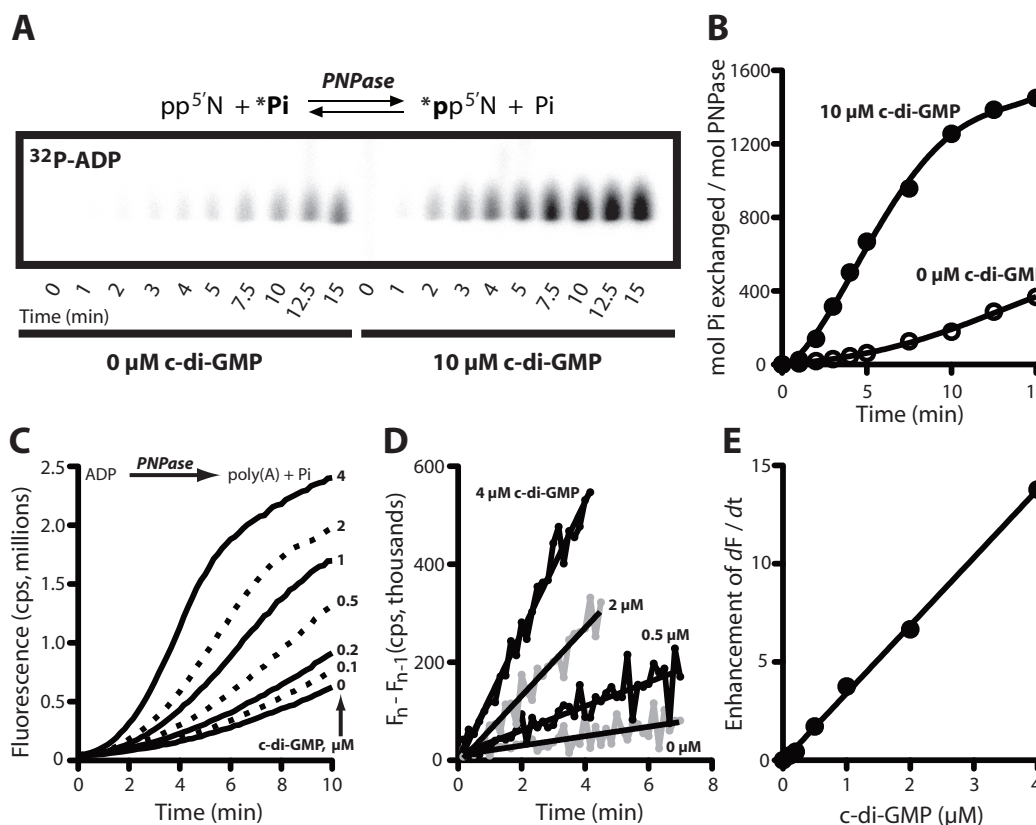 A
pp5'N + *Pi PNPase *pp5'N + Pi
32P-ADP
0 1 2 3 4 5 7.5 10 12.5 15 0 1 2 3 4 5 7.5 10 12.5 15
Time (min)
0 µM c-di-GMP 10 µM c-di-GMP
B
mol Pi exchanged / mol PNPase
1600
1200
800
400
0
10 µM c-di-GMP
0 µM c-di-GM
0 5 10 1
Time (min)
C
Fluorescence (cps, millions)
2.5
2.0
1.5
1.0
0.5
0
ADP PNPase poly(A) + Pi
4
2
1
0.5
0.2
0.1
0
c-di-GMP, µM
0 2 4 6 8 10
Time (min)
D
Fn - Fn-1 (cps, thousands)
600
400
200
0
4 µM c-di-GMP
2 µM
0.5 µM
0 µM
0 2 4 6 8
Time (min)
E
Enhancement of dF / dt
15
10
5
0
0 1 2 3 4
c-di-GMP (µM)